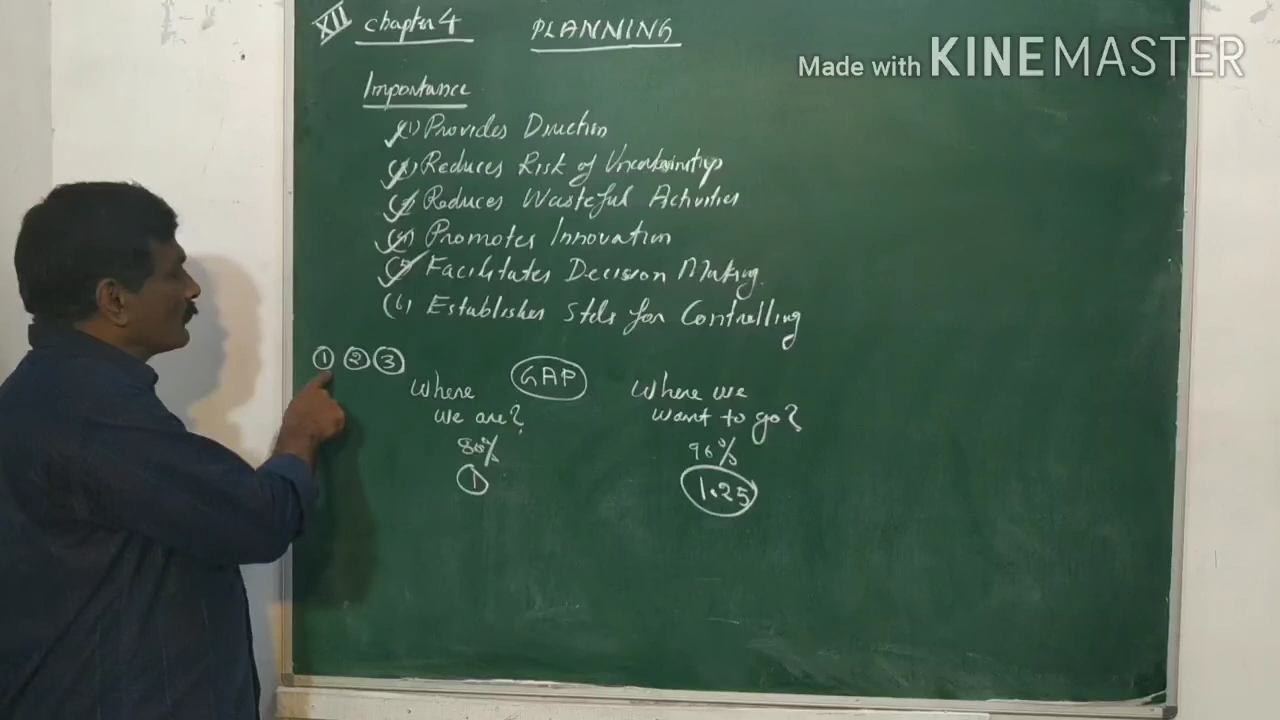 XII Chapter 4 PLANNING
Made with KINEMASTER
Importance
(1) Provides Direction
(2) Reduces Risk of Uncertainities
(3) Reduces Wasteful Activities
(4) Promotes Innovation
(5) Facilitates Decision Making.
(6) Establishes Stds for Controlling
1 2 3
Where we are?
80%
1
GAP
Where we want to go?
90%
1.25